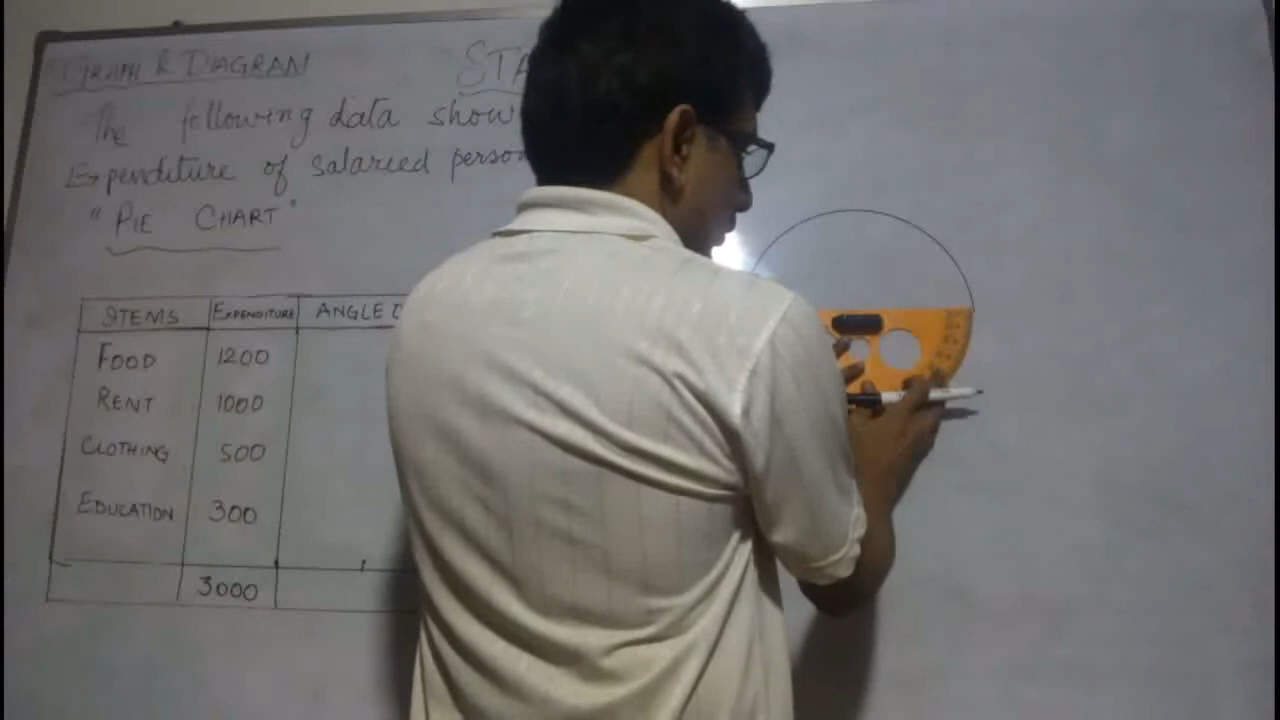 GRAPH & DIAGRAM
STA
The following data show
Expenditure of salareed person
"PIE CHART"
ITEMS EXPENDITURE ANGLE
FOOD 1200
RENT 1000
CLOTHING 500
EDUCATION 300
3000